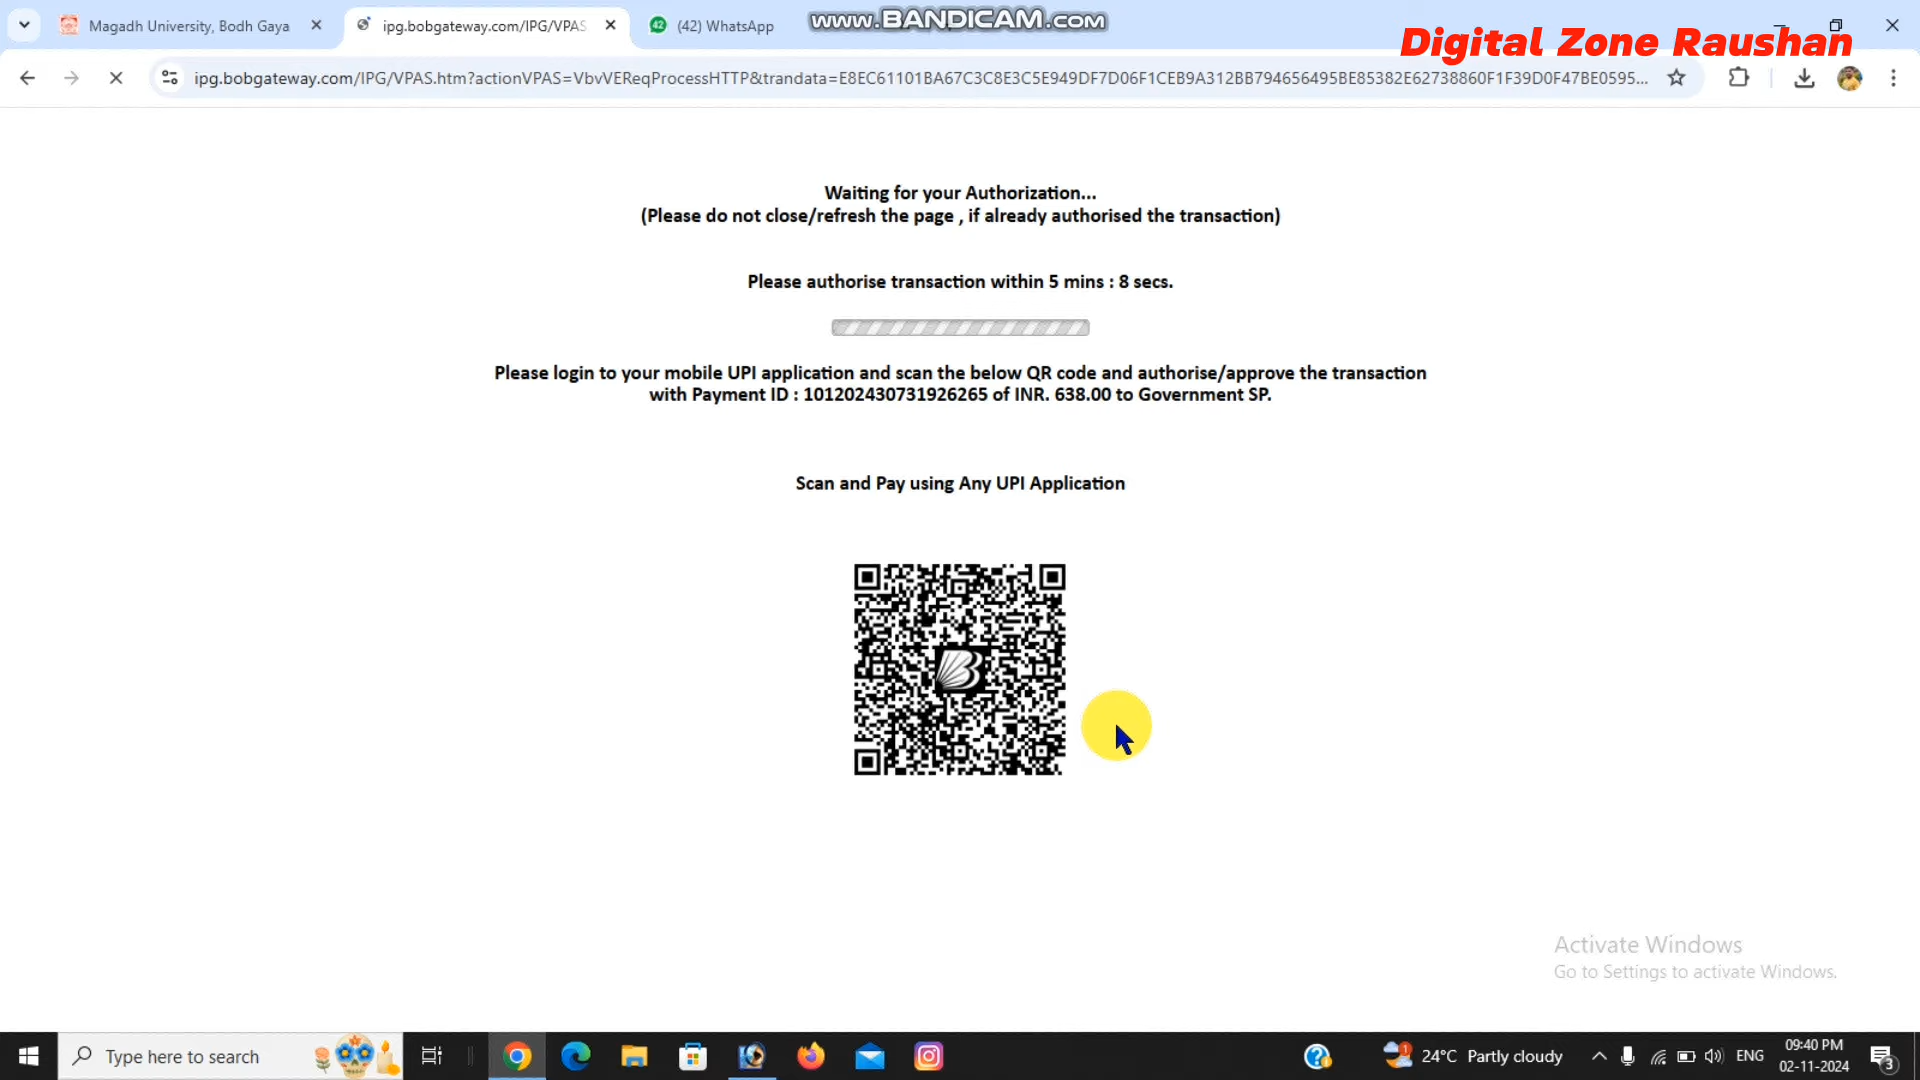 Magadh University, Bodh Gaya
ipg.bobgateway.com/IPG/VPAS
42
(42) WhatsApp
www.BANDICAM.com
Digital Zone Raushan
ipg.bobgateway.com/IPG/VPAS.htm?actionVPAS=VbvVEReqProcessHTTP&trandata=E8EC61101BA67C3C8E3C5E949DF7D06F1CEB9A312BB794656495BE85382E62738860F1F39D0F47BE0595...
Waiting for your Authorization...
(Please do not close/refresh the page , if already authorised the transaction)
Please authorise transaction within 5 mins : 8 secs.
Please login to your mobile UPI application and scan the below QR code and authorise/approve the transaction
with Payment ID : 101202430731926265 of INR. 638.00 to Government SP.
Scan and Pay using Any UPI Application
Activate Windows
Go to Settings to activate Windows.
Type here to search
1
24°C Partly cloudy
ENG
09:40 PM
02-11-2024
3